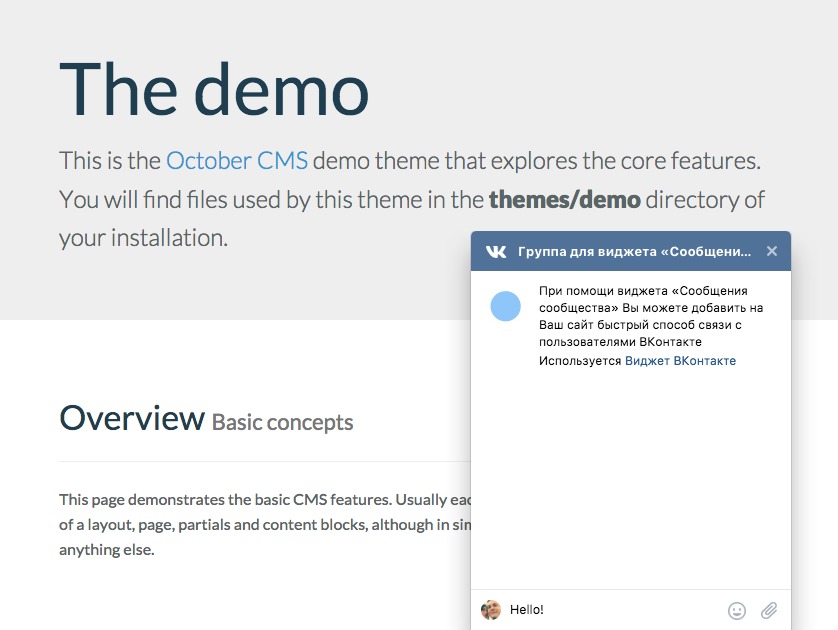 The demo
This is the October CMS demo theme that explores the core features.
You will find files used by this theme in the themes/demo directory of
your installation.
Группа для виджета «Сообщени...
При помощи виджета «Сообщения
сообщества» Вы можете добавить на
Ваш сайт быстрый способ связи с
пользователями ВКонтакте
Используется Виджет ВКонтакте
Overview Basic concepts
This page demonstrates the basic CMS features. Usually
of a layout, page, partials and content blocks, although in
anything else.
Hello!